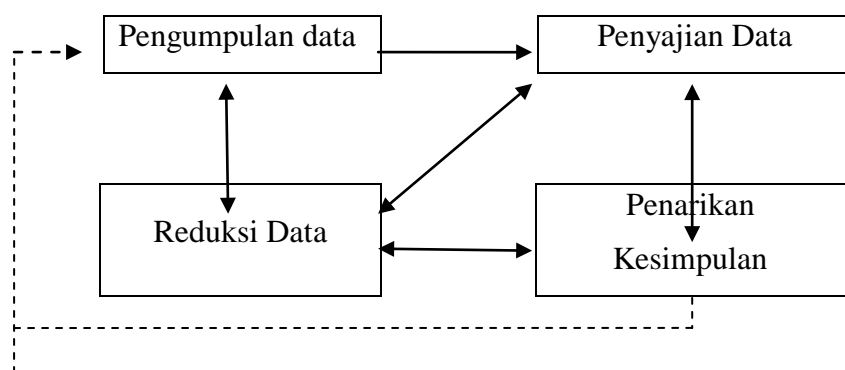 Pengumpulan data
Penyajian Data
Reduksi Data
Penarikan
Kesimpulan